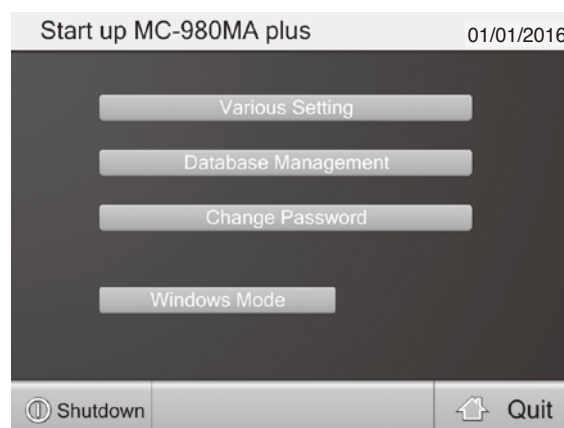 Start up MC-980MA plus 01/01/2016
Various Setting
Database Management
Change Password
Windows Mode
Shutdown Quit